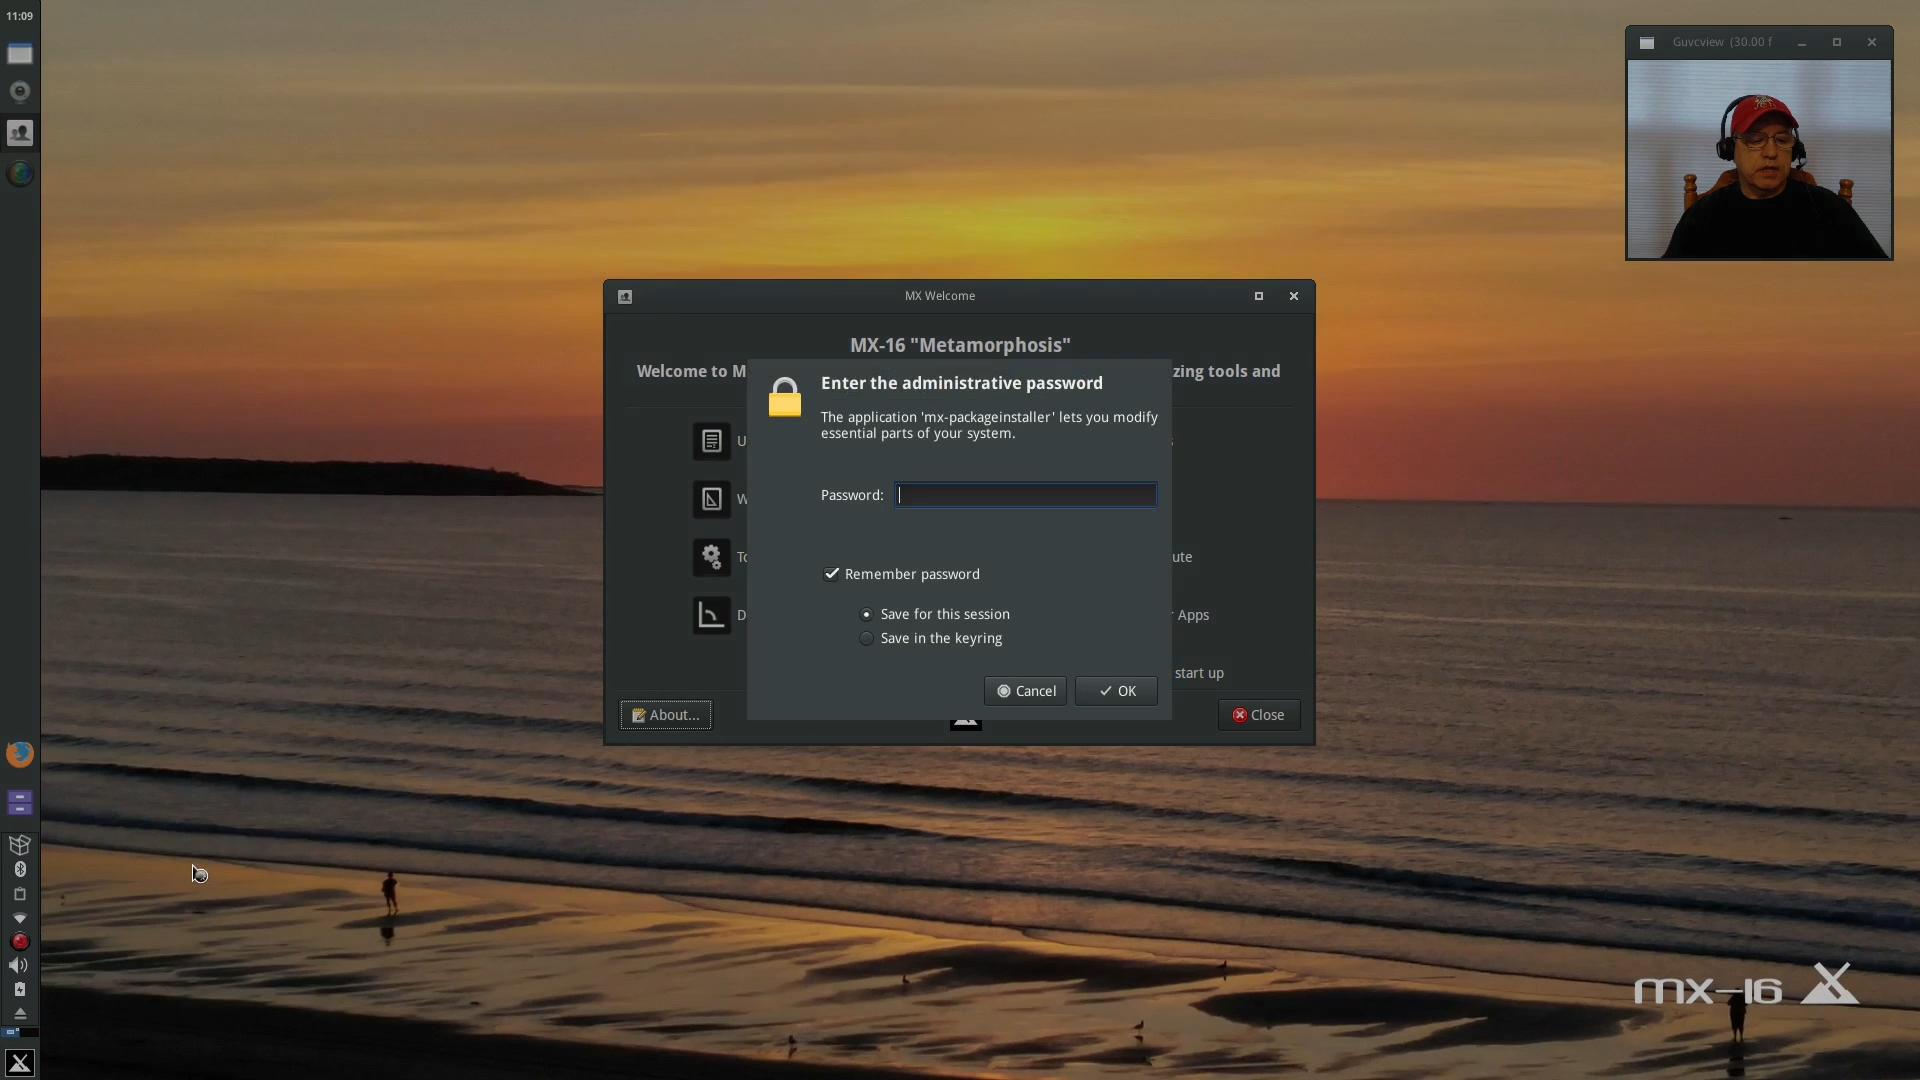 11:09
Guvcview (30.00 f
MX Welcome
MX-16 "Metamorphosis"
Welcome to M
zing tools and
Enter the administrative password
The application 'mx-packageinstaller' lets you modify
essential parts of your system.
U
W
To
D
Password:
ute
Apps
start up
Remember password
Save for this session
Save in the keyring
Cancel
OK
About...
Close
mx-16